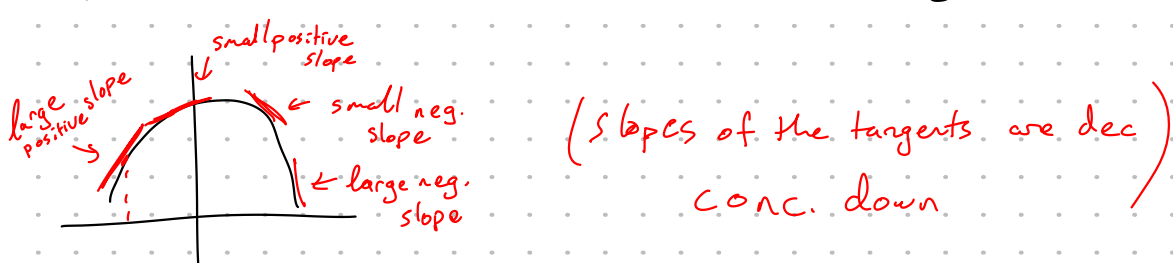 small positive
slope
large
positive slope
small neg.
slope
large neg.
slope
(slopes of the tangents are dec)
conc. down